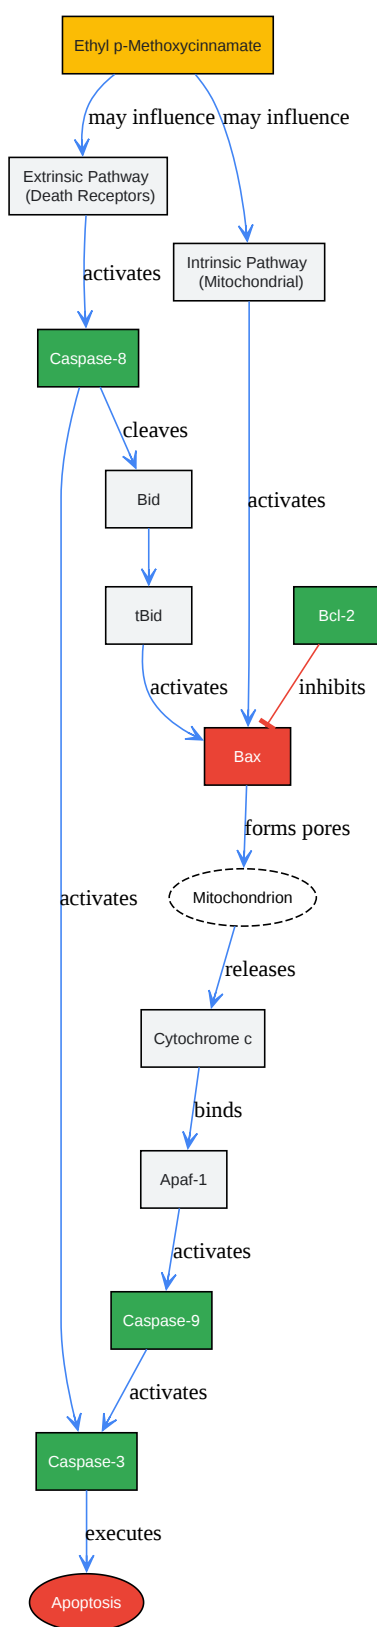 Ethyl p-Methoxycinnamate
may influence
may influence
Extrinsic Pathway
(Death Receptors)
Intrinsic Pathway
(Mitochondrial)
activates
Caspase-8
cleaves
Bid
activates
tBid
Bcl-2
activates
inhibits
Bax
forms pores
activates
Mitochondrion
releases
Cytochrome c
binds
Apaf-1
activates
Caspase-9
activates
Caspase-3
executes
Apoptosis